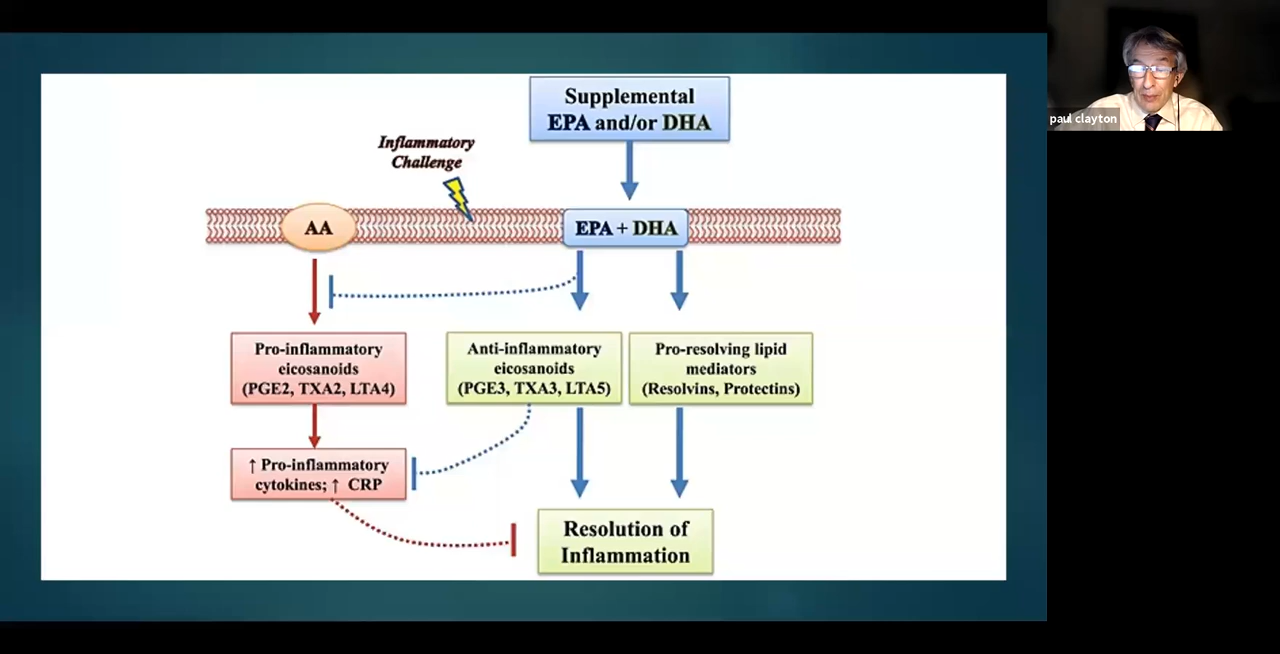 Supplemental
EPA and/or DHA
Inflammatory
Challenge
AA
EPA + DHA
Pro-inflammatory
eicosanoids
(PGE2, TXA2, LTA4)
Anti-inflammatory
eicosanoids
(PGE3, TXA3, LTA5)
Pro-resolving lipid
mediators
(Resolvins, Protectins)
↑ Pro-inflammatory
cytokines; ↑ CRP
Resolution of
Inflammation
paul clayton